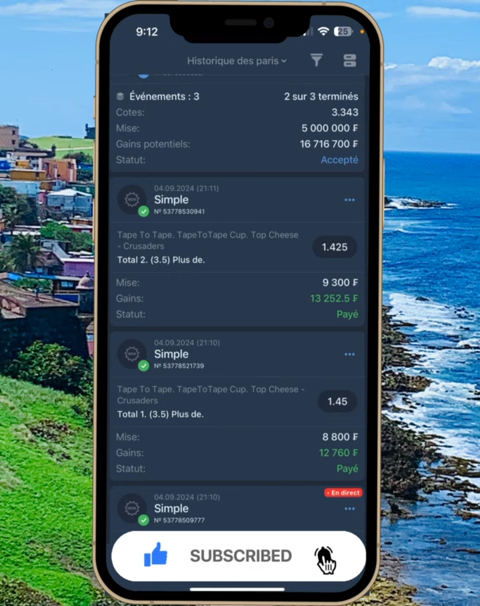 9:12
25
Historique des paris
Événements : 3
2 sur 3 terminés
Cotes:
3.343
Mise:
5 000 000 ₣
Gains potentiels:
16 716 700 ₣
Statut:
Accepté
04.09.2024 (21:11)
Simple
№ 53778530941
Tape To Tape. TapeToTape Cup. Top Cheese
- Crusaders
1.425
Total 2. (3.5) Plus de.
Mise:
9 300 ₣
Gains:
13 252.5 ₣
Statut:
Payé
04.09.2024 (21:10)
Simple
№ 53778521739
Tape To Tape. TapeToTape Cup. Top Cheese -
Crusaders
1.45
Total 1. (3.5) Plus de.
Mise:
8 800 ₣
Gains:
12 760 ₣
Statut:
Payé
En direct
04.09.2024 (21:10)
Simple
№ 53778509777
SUBSCRIBED